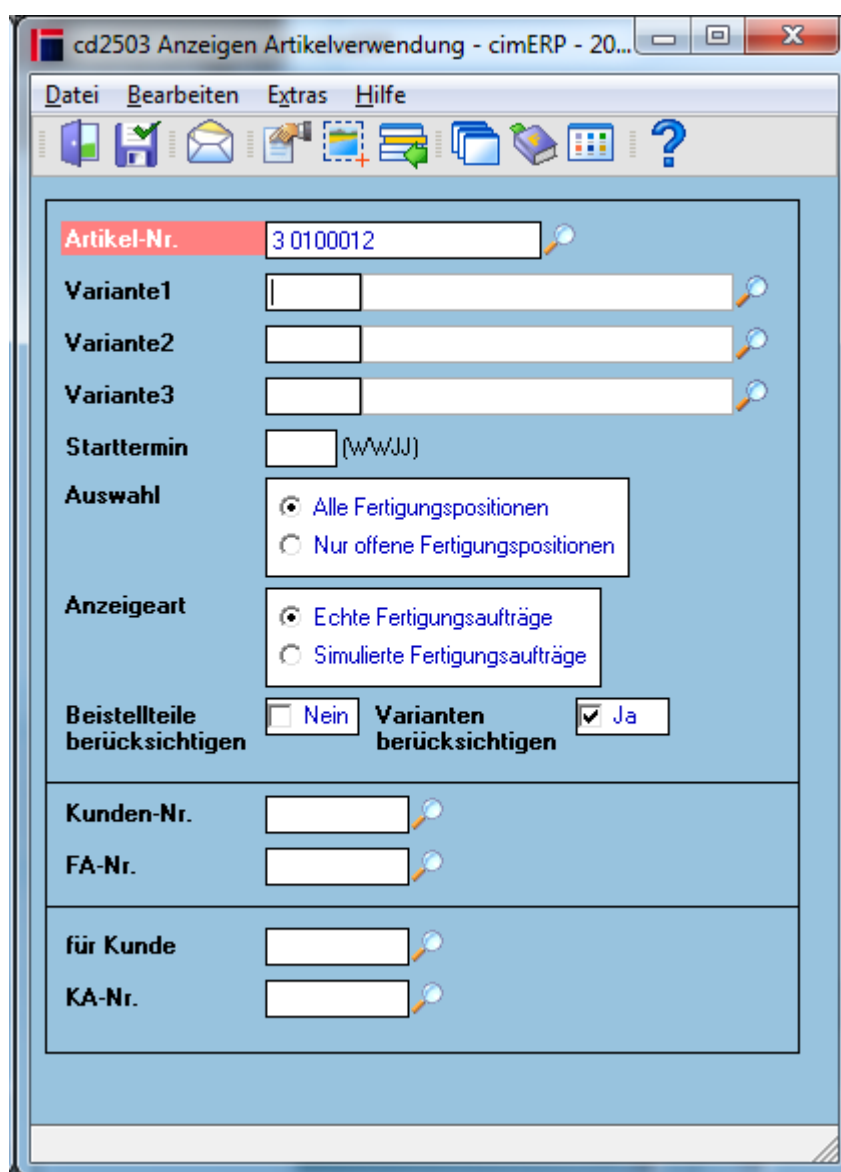 cd2503 Anzeigen Artikelverwendung - cimERP - 20...
Datei Bearbeiten Extras Hilfe
Artikel-Nr. 3 0100012
Variante1
Variante2
Variante3
Starttermin (WWJJ)
Auswahl
Alle Fertigungspositionen
Nur offene Fertigungspositionen
Anzeigeart
Echte Fertigungsaufträge
Simulierte Fertigungsaufträge
Beistellteile Nein Varianten Ja
berücksichtigen berücksichtigen
Kunden-Nr.
FA-Nr.
für Kunde
KA-Nr.